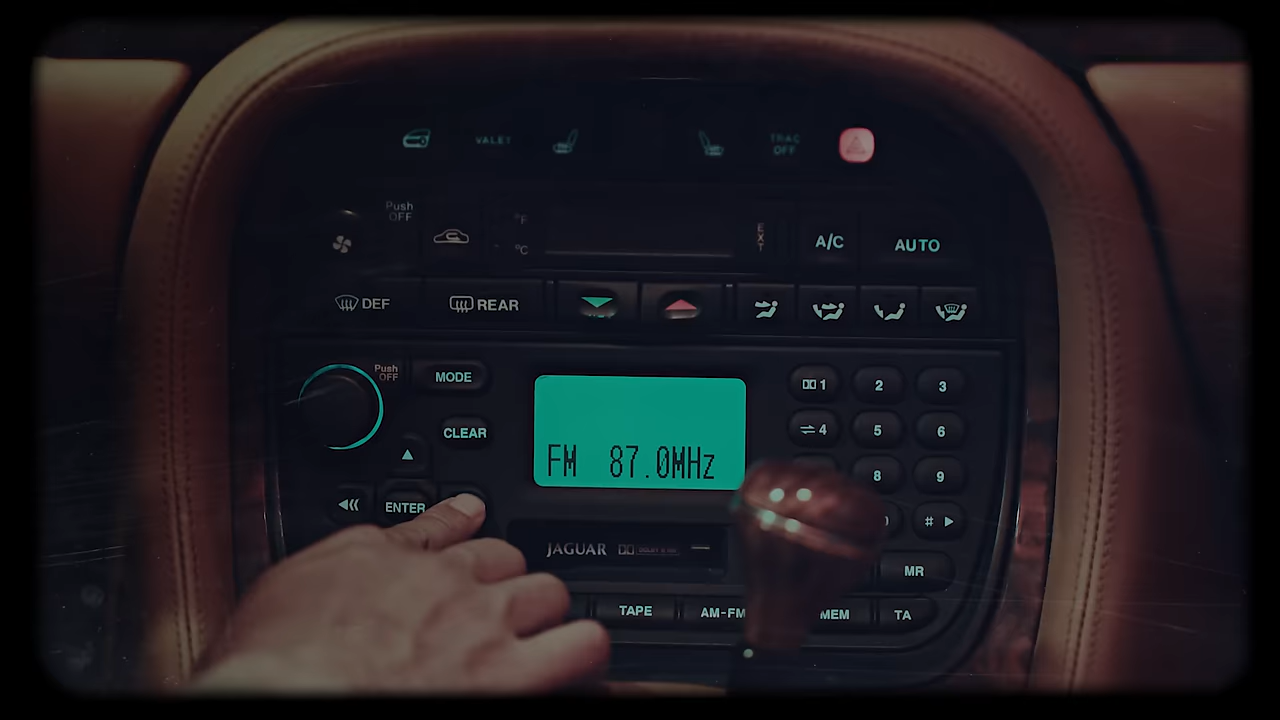 VALET
TRAC
OFF
Push
OFF
°F
°C
EXT
A/C
AUTO
DEF
REAR
Push
OFF
MODE
1
2
3
CLEAR
4
5
6
FM 87.0MHz
8
9
ENTER
#
JAGUAR
MR
TAPE
AM-FM
MEM
TA